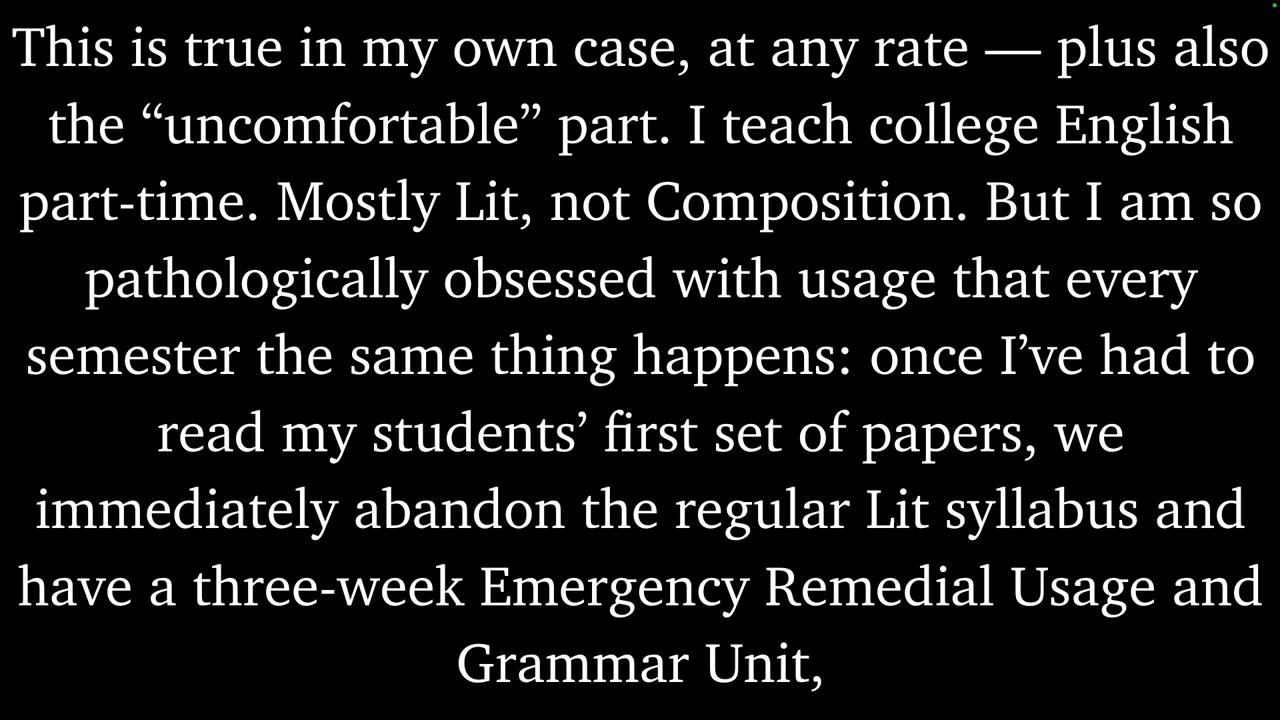 This is true in my own case, at any rate — plus also
the “uncomfortable” part. I teach college English
part-time. Mostly Lit, not Composition. But I am so
pathologically obsessed with usage that every
semester the same thing happens: once I’ve had to
read my students’ first set of papers, we
immediately abandon the regular Lit syllabus and
have a three-week Emergency Remedial Usage and
Grammar Unit,